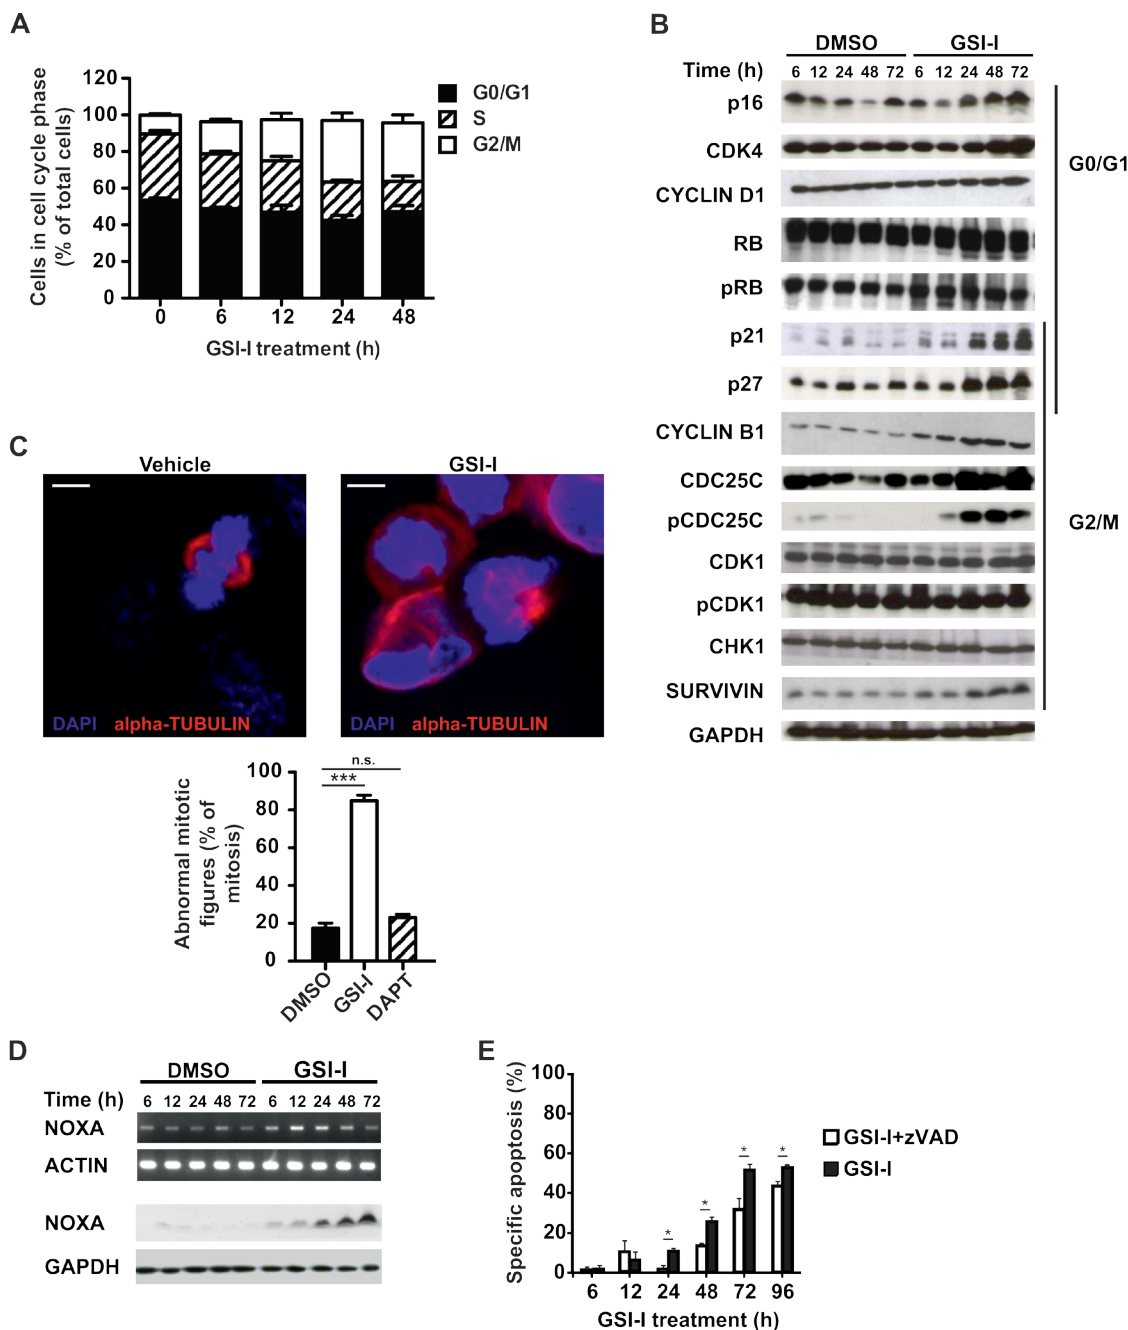 A
Cells in cell cycle phase
(% of total cells)
120
100
80
60
40
20
0
0 6 12 24 48
GSI-I treatment (h)
G0/G1
S
G2/M
B
DMSO GSI-I
Time (h) 6 12 24 48 72 6 12 24 48 72
p16
CDK4
CYCLIN D1
RB
pRB
p21
p27
CYCLIN B1
CDC25C
pCDC25C
CDK1
pCDK1
CHK1
SURVIVIN
GAPDH
G0/G1
G2/M
C
Vehicle GSI-I
DAPI alpha-TUBULIN DAPI alpha-TUBULIN
Abnormal mitotic
figures (% of
mitosis)
100
80
60
40
20
0
n.s.
***
DMSO GSI-I DAPT
D
DMSO GSI-I
Time (h) 6 12 24 48 72 6 12 24 48 72
NOXA
ACTIN
NOXA
GAPDH
E
Specific apoptosis (%)
100
80
60
40
20
0
* * * *
6 12 24 48 72 96
GSI-I treatment (h)
GSI-I+zVAD
GSI-I